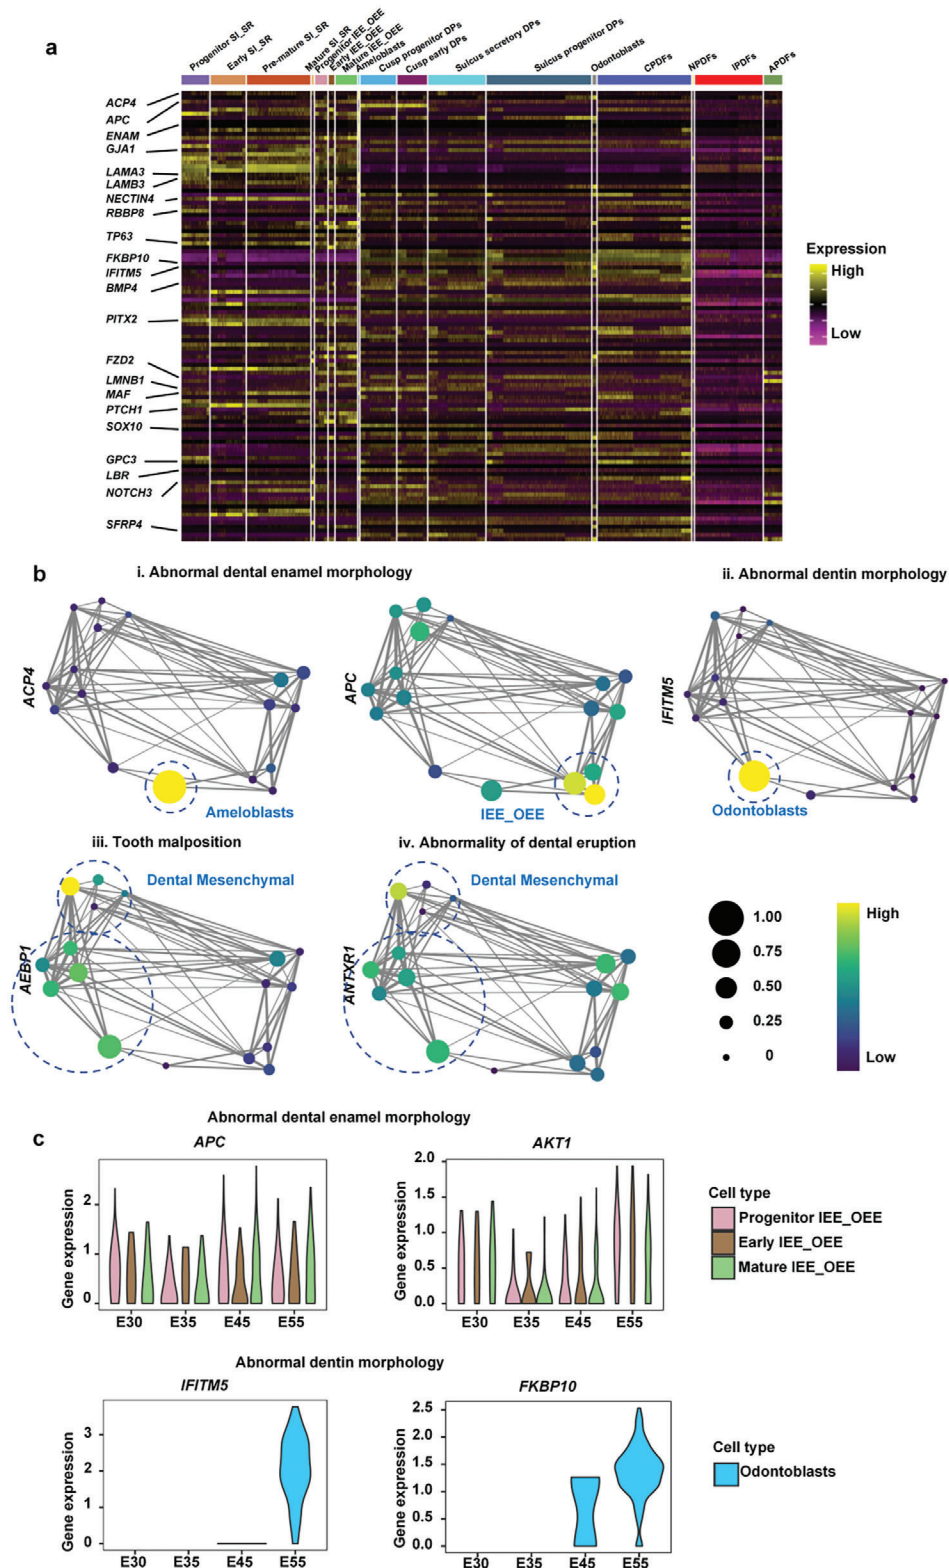 a
Progenitor SI_SR
Early SI_SR
Pre-mature SI_SR
Mature SI_SR
Progenitor IEE_OEE
Early IEE_OEE
Mature IEE_OEE
Ameloblasts
Cusp progenitor DPs
Cusp early DPs
Sulcus secretory DPs
Sulcus progenitor DPs
Odontoblasts
CPDFs
NPDFs
IPDFs
APDFs
ACP4
APC
ENAM
GJA1
LAMA3
LAMB3
NECTIN4
RBBP8
TP63
FKBP10
IFITM5
BMP4
PITX2
FZD2
LMNB1
MAF
PTCH1
SOX10
GPC3
LBR
NOTCH3
SFRP4
Expression
High
Low
b
i. Abnormal dental enamel morphology
ii. Abnormal dentin morphology
ACP4
Ameloblasts
APC
IEE_OEE
IFITM5
Odontoblasts
iii. Tooth malposition
iv. Abnormality of dental eruption
AEBP1
Dental Mesenchymal
ANTXR1
Dental Mesenchymal
1.00
0.75
0.50
0.25
0
High
Low
c
Abnormal dental enamel morphology
APC
Gene expression
2
1
0
E30 E35 E45 E55
AKT1
Gene expression
2.0
1.5
1.0
0.5
0.0
E30 E35 E45 E55
Cell type
Progenitor IEE_OEE
Early IEE_OEE
Mature IEE_OEE
Abnormal dentin morphology
IFITM5
Gene expression
3
2
1
0
E30 E35 E45 E55
FKBP10
Gene expression
2.5
2.0
1.5
1.0
0.5
0.0
E30 E35 E45 E55
Cell type
Odontoblasts